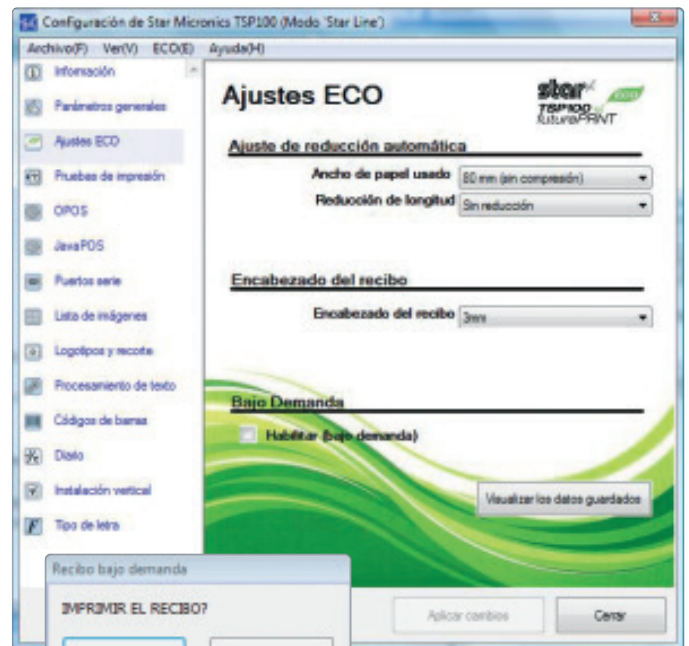 Configuración de Star Micronics TSP100 (Modo 'Star Line')
Archivo(F) Ver(V) ECO(E) Ayuda(H)
Información
Parámetros generales
Ajustes ECO
Pruebas de impresión
OPOS
JavaPOS
Puertos serie
Lista de imágenes
Logotipos y recorte
Procesamiento de texto
Códigos de barras
Diario
Instalación vertical
Tipo de letra
Ajustes ECO
star
TSP100 eco
futurePRNT
Ajuste de reducción automática
Ancho de papel usado 80 mm (sin compresión)
Reducción de longitud Sin reducción
Encabezado del recibo
Encabezado del recibo 3mm
Bajo Demanda
Habilitar (bajo demanda)
Visualizar los datos guardados
Recibo bajo demanda
IMPRIMIR EL RECIBO?
Aplicar cambios Cerrar